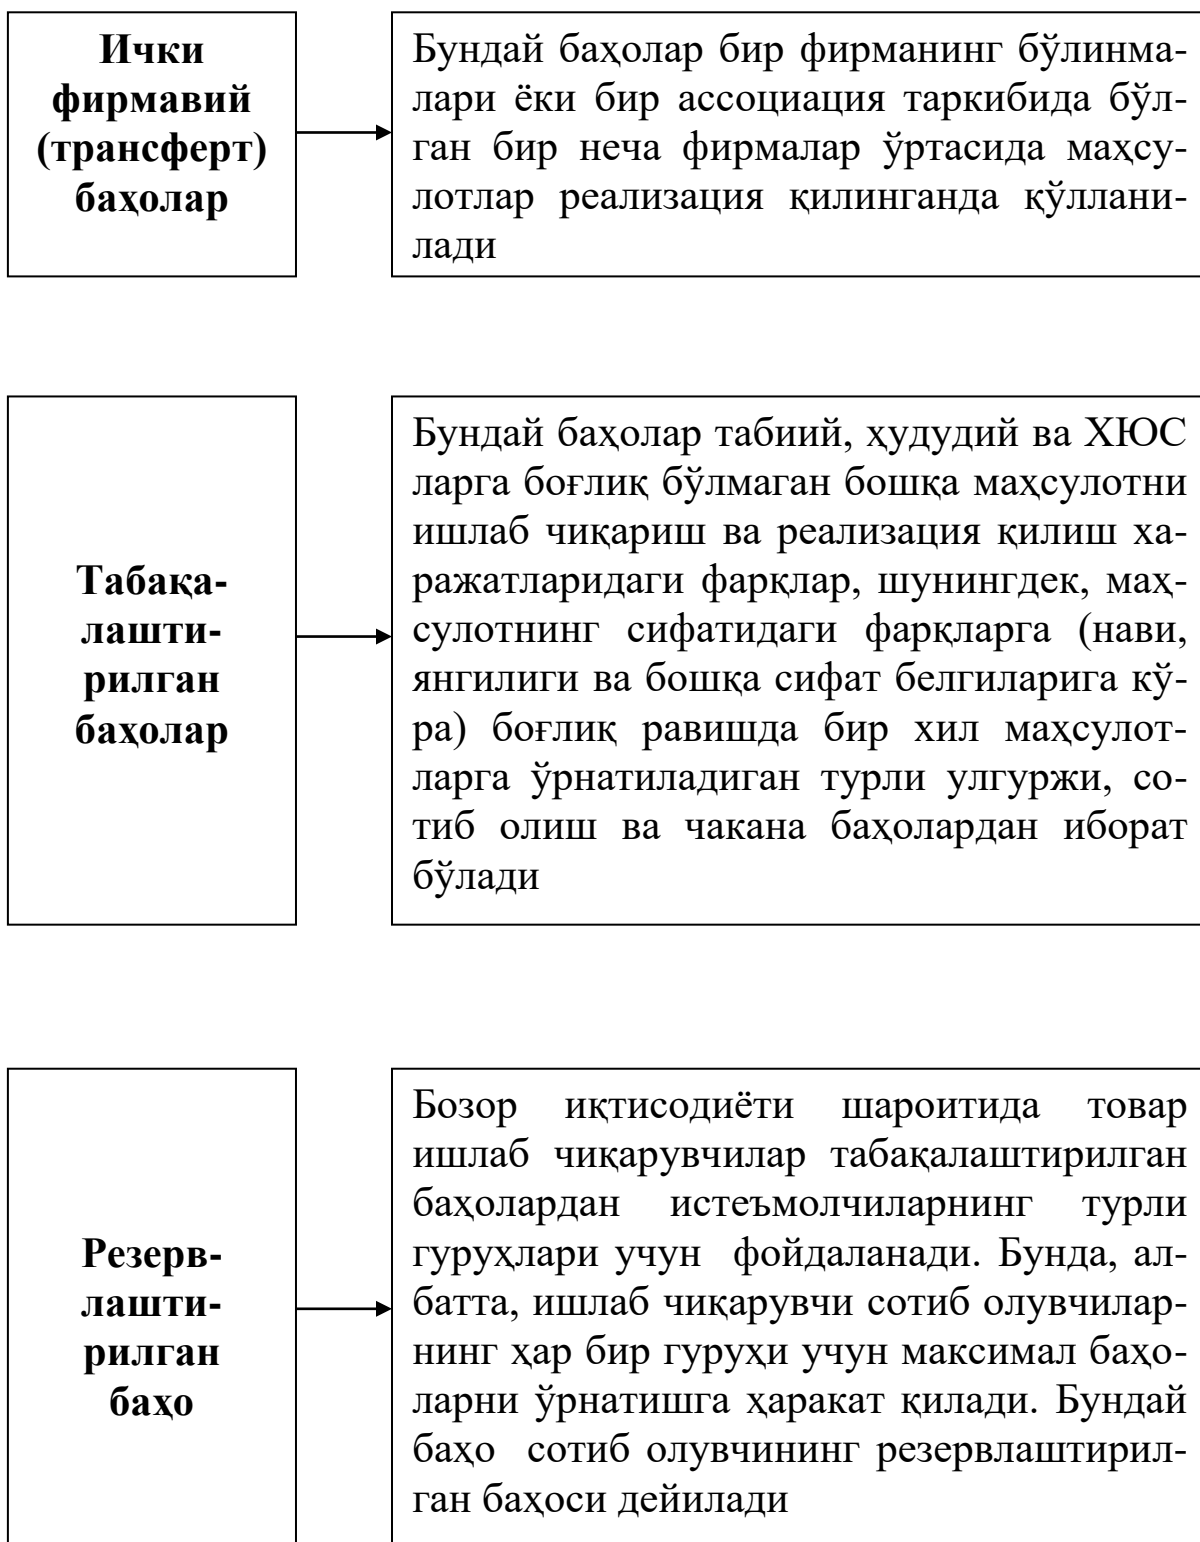 Ички
фирмавий
(трансферт)
баҳолар
Бундай баҳолар бир фирманинг бўлинма-
лари ёки бир ассоциация таркибида бўл-
ган бир неча фирмалар ўртасида маҳсу-
лотлар реализация қилинганда қўллани-
лади
Табақа-
лашти-
рилган
баҳолар
Бундай баҳолар табиий, ҳудудий ва ХЮС
ларга боғлиқ бўлмаган бошқа маҳсулотни
ишлаб чиқариш ва реализация қилиш ха-
ражатларидаги фарқлар, шунингдек, маҳ-
сулотнинг сифатидаги фарқларга (нави,
янгилиги ва бошқа сифат белгиларига кў-
ра) боғлиқ равишда бир хил маҳсулот-
ларга ўрнатиладиган турли улгуржи, со-
тиб олиш ва чакана баҳолардан иборат
бўлади
Резерв-
лашти-
рилган
баҳо
Бозор иқтисодиёти шароитида товар
ишлаб чиқарувчилар табақалаштирилган
баҳолардан истеъмолчиларнинг турли
гуруҳлари учун фойдаланади. Бунда, ал-
батта, ишлаб чиқарувчи сотиб олувчилар-
нинг ҳар бир гуруҳи учун максимал баҳо-
ларни ўрнатишга ҳаракат қилади. Бундай
баҳо сотиб олувчининг резервлаштирил-
ган баҳоси дейилади